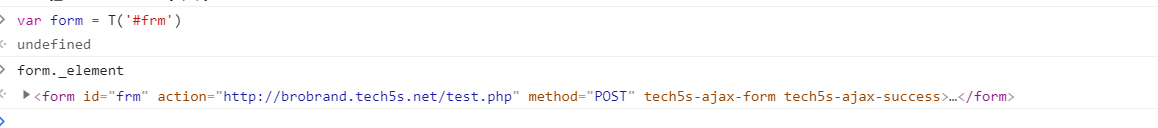 var form = T('#frm')
undefined
form._element
<form id="frm" action="http://brobrand.tech5s.net/test.php" method="POST" tech5s-ajax-form tech5s-ajax-success>…</form>